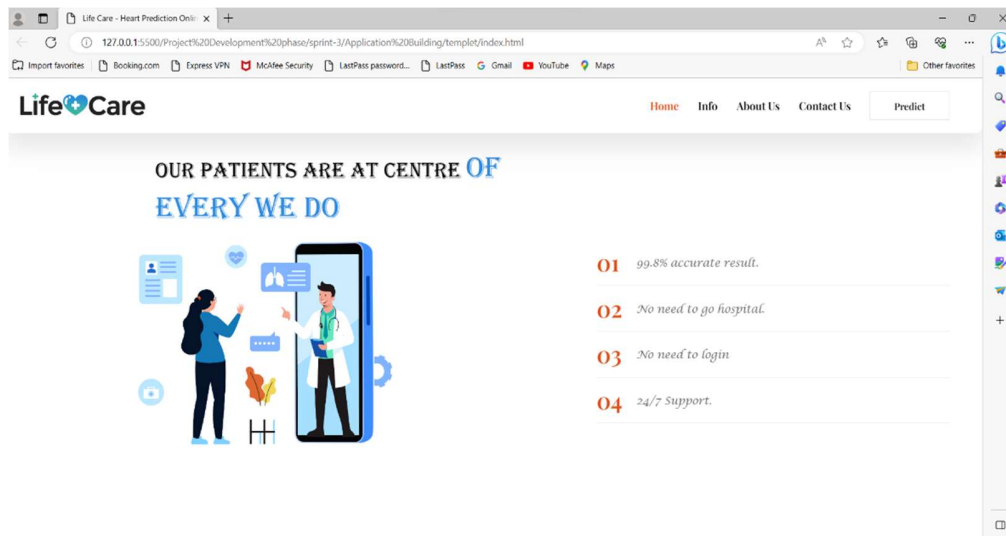 Life Care - Heart Prediction Onlin
127.0.0.1:5500/Project%20Development%20phase/sprint-3/Application%20Building/templet/index.html
Import favorites Booking.com Express VPN McAfee Security LastPass password... LastPass Gmail YouTube Maps Other favorites
Life Care Home Info About Us Contact Us Predict
OUR PATIENTS ARE AT CENTRE OF
EVERY WE DO
01 99.8% accurate result.
02 No need to go hospital.
03 No need to login
04 24/7 Support.